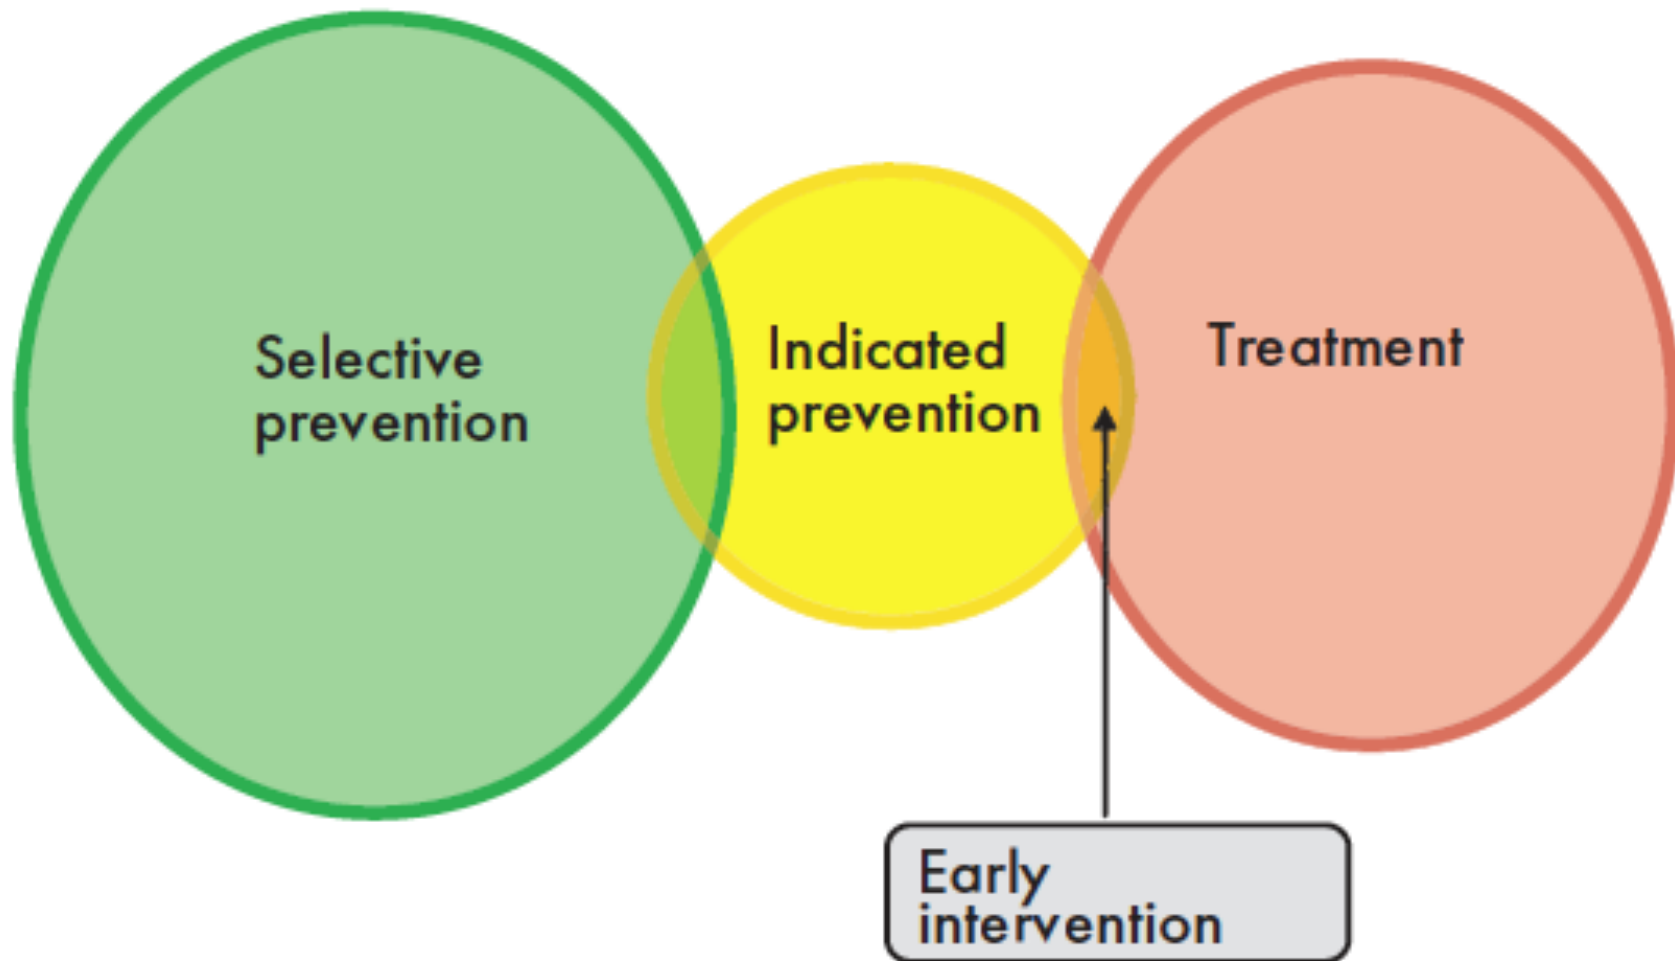 Selective
prevention
Indicated
prevention
Treatment
Early
intervention